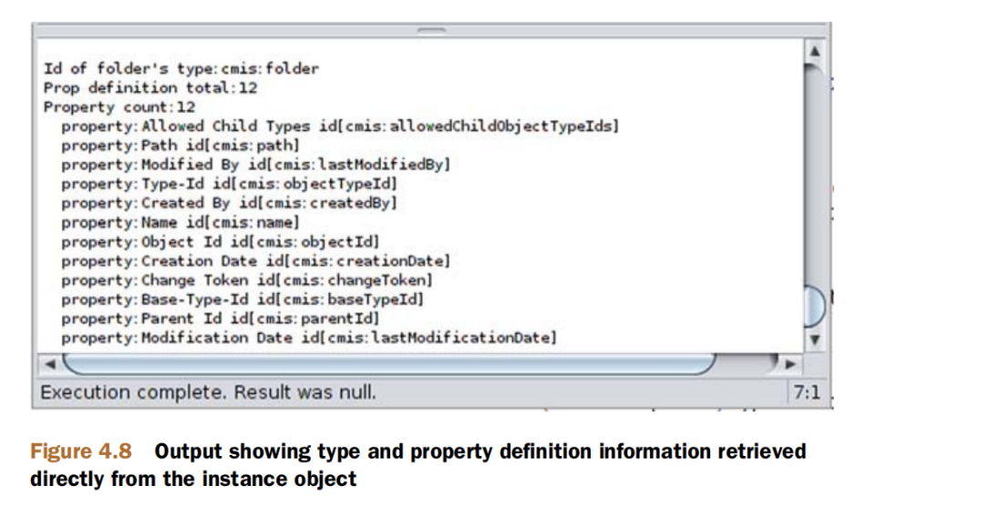 Id of folder's type:cmis:folder
Prop definition total:12
Property count:12
property:Allowed Child Types id[cmis:allowedChildObjectTypeIds]
property:Path id[cmis:path]
property:Modified By id[cmis:lastModifiedBy]
property:Type-Id id[cmis:objectTypeId]
property:Created By id[cmis:createdBy]
property:Name id[cmis:name]
property:Object Id id[cmis:objectId]
property:Creation Date id[cmis:creationDate]
property:Change Token id[cmis:changeToken]
property:Base-Type-Id id[cmis:baseTypeId]
property:Parent Id id[cmis:parentId]
property:Modification Date id[cmis:lastModificationDate]
Execution complete. Result was null. 7:1
Figure 4.8 Output showing type and property definition information retrieved
directly from the instance object